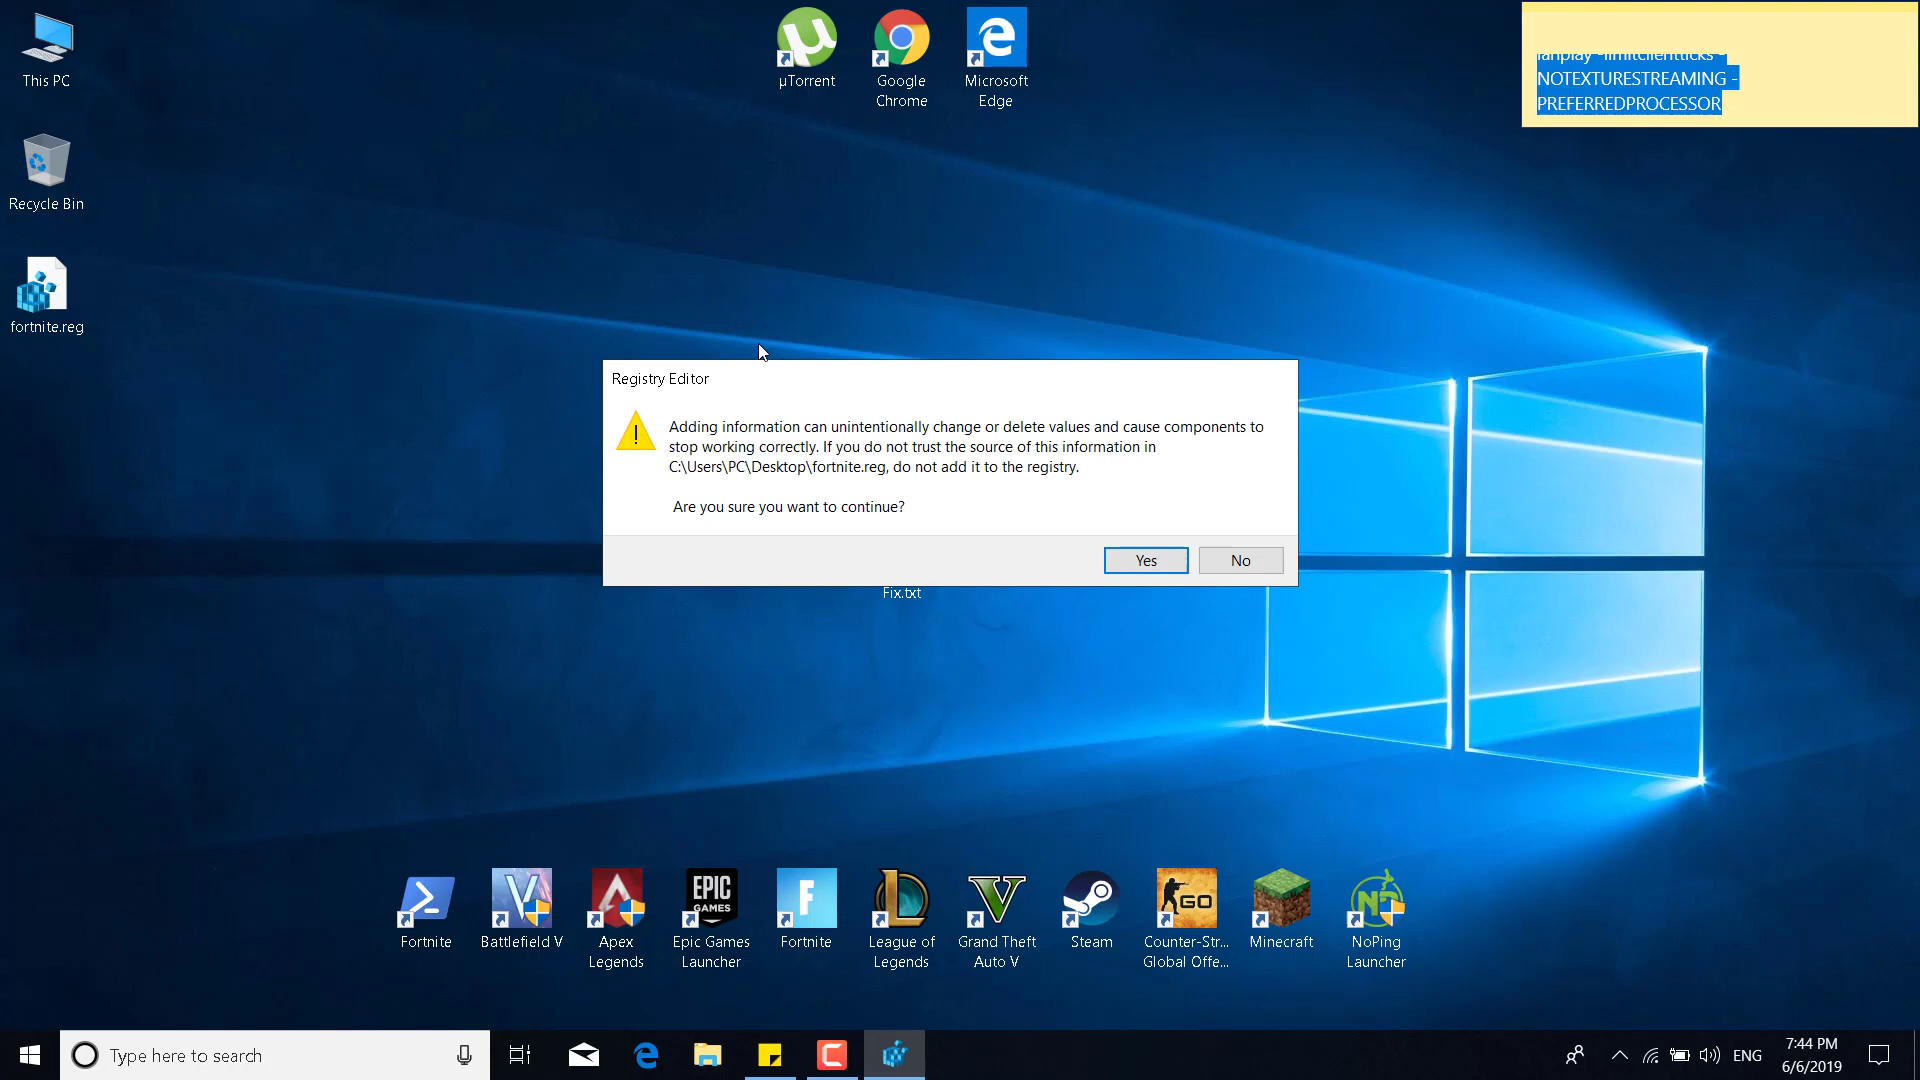 This PC
µTorrent
Google
Chrome
Microsoft
Edge
lanplay -limitclientticks -
NOTEXTURESTREAMING -
PREFERREDPROCESSOR
Recycle Bin
fortnite.reg
Registry Editor
Adding information can unintentionally change or delete values and cause components to
stop working correctly. If you do not trust the source of this information in
C:\Users\PC\Desktop\fortnite.reg, do not add it to the registry.
Are you sure you want to continue?
Yes
No
Fix.txt
EPIC
GAMES
GO
Fortnite
Battlefield V
Apex
Legends
Epic Games
Launcher
Fortnite
League of
Legends
Grand Theft
Auto V
Steam
Counter-Str...
Global Offe...
Minecraft
NoPing
Launcher
Type here to search
ENG
7:44 PM
6/6/2019